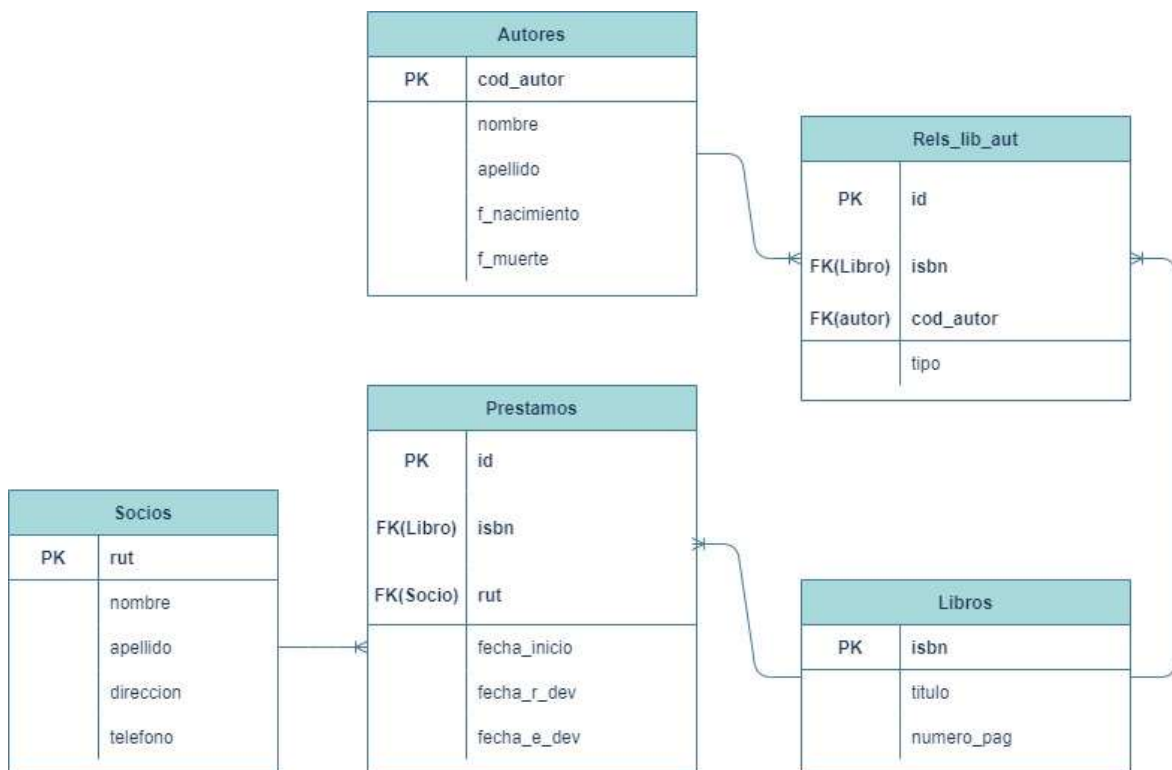 Autores
PK cod_autor
nombre
apellido
f_nacimiento
f_muerte
Rels_lib_aut
PK id
FK(Libro) isbn
FK(autor) cod_autor
tipo
Prestamos
PK id
FK(Libro) isbn
FK(Socio) rut
fecha_inicio
fecha_r_dev
fecha_e_dev
Socios
PK rut
nombre
apellido
direccion
telefono
Libros
PK isbn
titulo
numero_pag